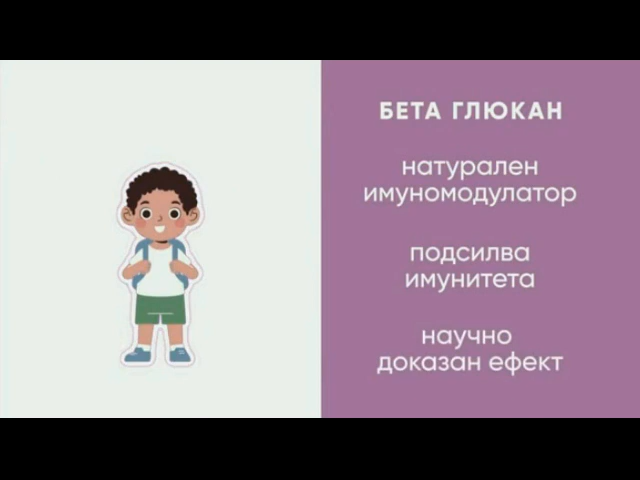 БЕТА ГЛЮКАН
натурален
имуномодулатор
подсилва
имунитета
научно
доказан ефект